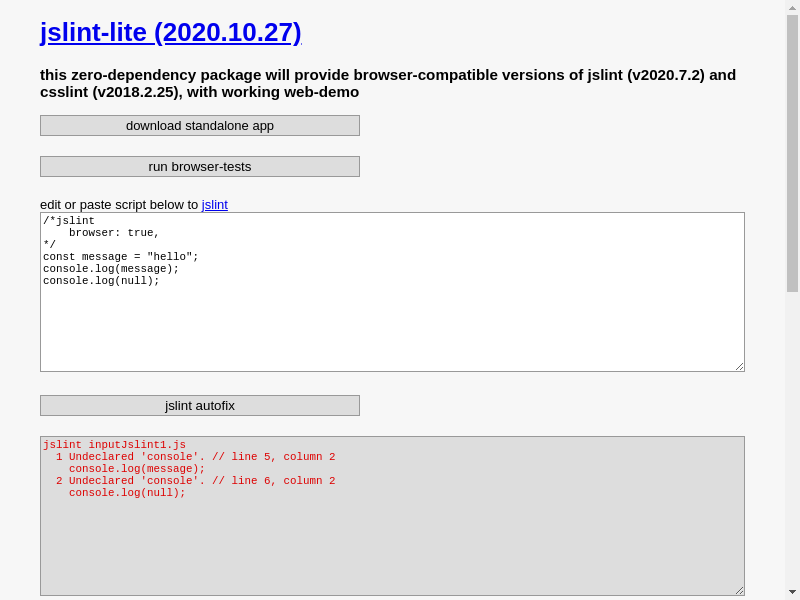 jslint-lite (2020.10.27)
this zero-dependency package will provide browser-compatible versions of jslint (v2020.7.2) and
csslint (v2018.2.25), with working web-demo
download standalone app
run browser-tests
edit or paste script below to jslint
/*jslint
    browser: true,
*/
const message = "hello";
console.log(message);
console.log(null);
jslint autofix
jslint inputJslint1.js
  1 Undeclared 'console'. // line 5, column 2
    console.log(message);
  2 Undeclared 'console'. // line 6, column 2
    console.log(null);